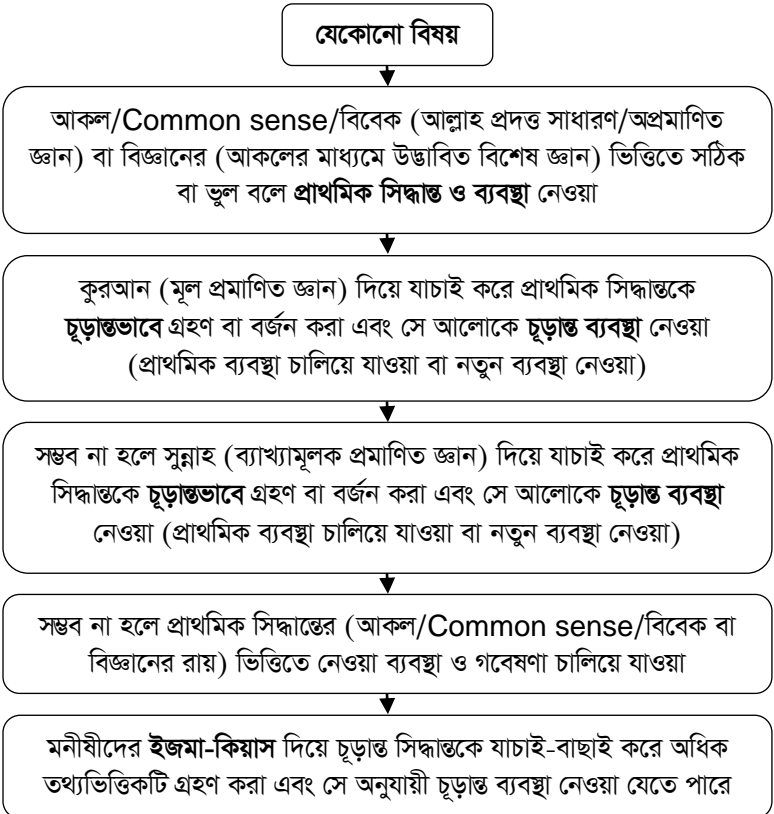 যেকোনো বিষয়
আকল/Common sense/বিবেক (আল্লাহ প্রদত্ত সাধারণ/অপ্রমাণিত
জ্ঞান) বা বিজ্ঞানের (আকলের মাধ্যমে উদ্ভাবিত বিশেষ জ্ঞান) ভিত্তিতে সঠিক
বা ভুল বলে প্রাথমিক সিদ্ধান্ত ও ব্যবস্থা নেওয়া
কুরআন (মূল প্রমাণিত জ্ঞান) দিয়ে যাচাই করে প্রাথমিক সিদ্ধান্তকে
চূড়ান্তভাবে গ্রহণ বা বর্জন করা এবং সে আলোকে চূড়ান্ত ব্যবস্থা নেওয়া
(প্রাথমিক ব্যবস্থা চালিয়ে যাওয়া বা নতুন ব্যবস্থা নেওয়া)
সম্ভব না হলে সুন্নাহ (ব্যাখ্যামূলক প্রমাণিত জ্ঞান) দিয়ে যাচাই করে প্রাথমিক
সিদ্ধান্তকে চূড়ান্তভাবে গ্রহণ বা বর্জন করা এবং সে আলোকে চূড়ান্ত ব্যবস্থা
নেওয়া (প্রাথমিক ব্যবস্থা চালিয়ে যাওয়া বা নতুন ব্যবস্থা নেওয়া)
সম্ভব না হলে প্রাথমিক সিদ্ধান্তের (আকল/Common sense/বিবেক বা
বিজ্ঞানের রায়) ভিত্তিতে নেওয়া ব্যবস্থা ও গবেষণা চালিয়ে যাওয়া
মনীষীদের ইজমা-কিয়াস দিয়ে চূড়ান্ত সিদ্ধান্তকে যাচাই-বাছাই করে অধিক
তথ্যভিত্তিকটি গ্রহণ করা এবং সে অনুযায়ী চূড়ান্ত ব্যবস্থা নেওয়া যেতে পারে